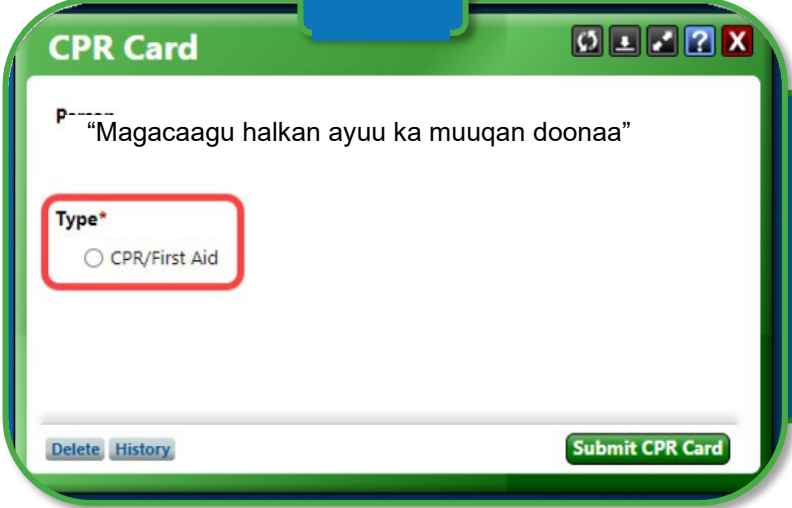 CPR Card
?
X
“Magacaagu halkan ayuu ka muuqan doonaa”
Type*
CPR/First Aid
Delete
History
Submit CPR Card